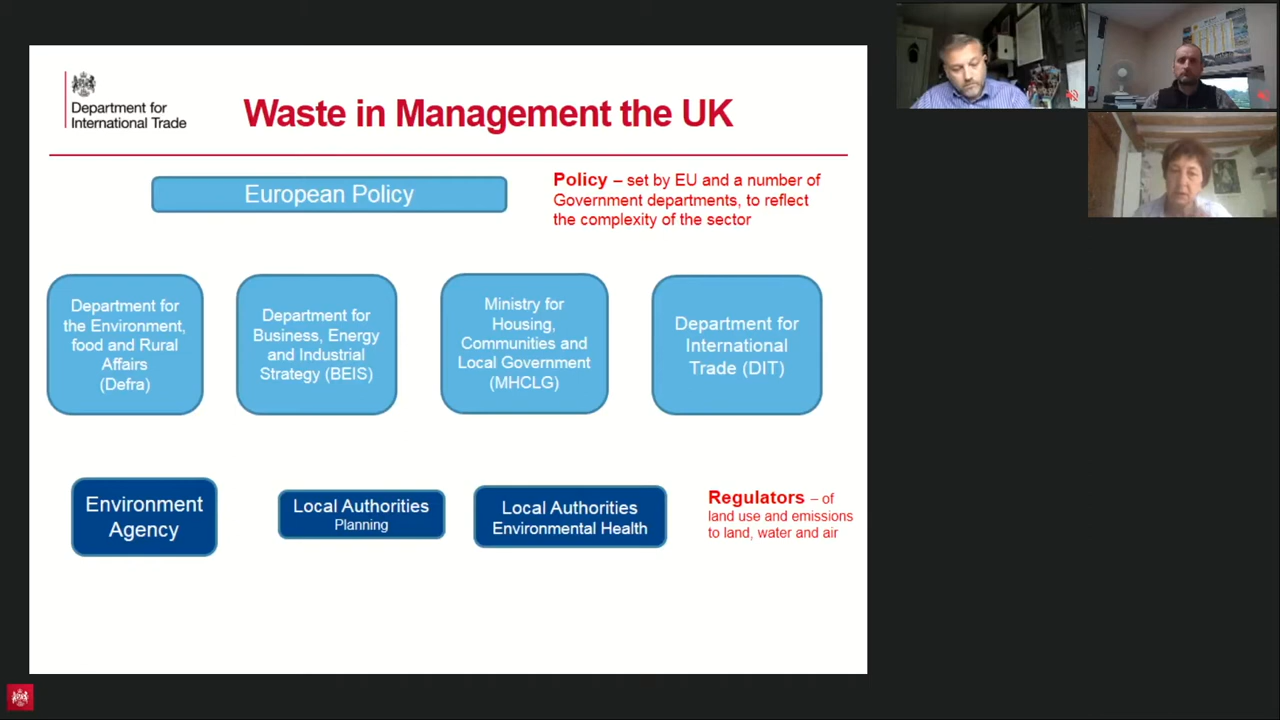 Department for
International Trade
Waste in Management the UK
European Policy
Policy – set by EU and a number of
Government departments, to reflect
the complexity of the sector
Department for
the Environment,
food and Rural
Affairs
(Defra)
Department for
Business, Energy
and Industrial
Strategy (BEIS)
Ministry for
Housing,
Communities and
Local Government
(MHCLG)
Department for
International
Trade (DIT)
Environment
Agency
Local Authorities
Planning
Local Authorities
Environmental Health
Regulators – of
land use and emissions
to land, water and air